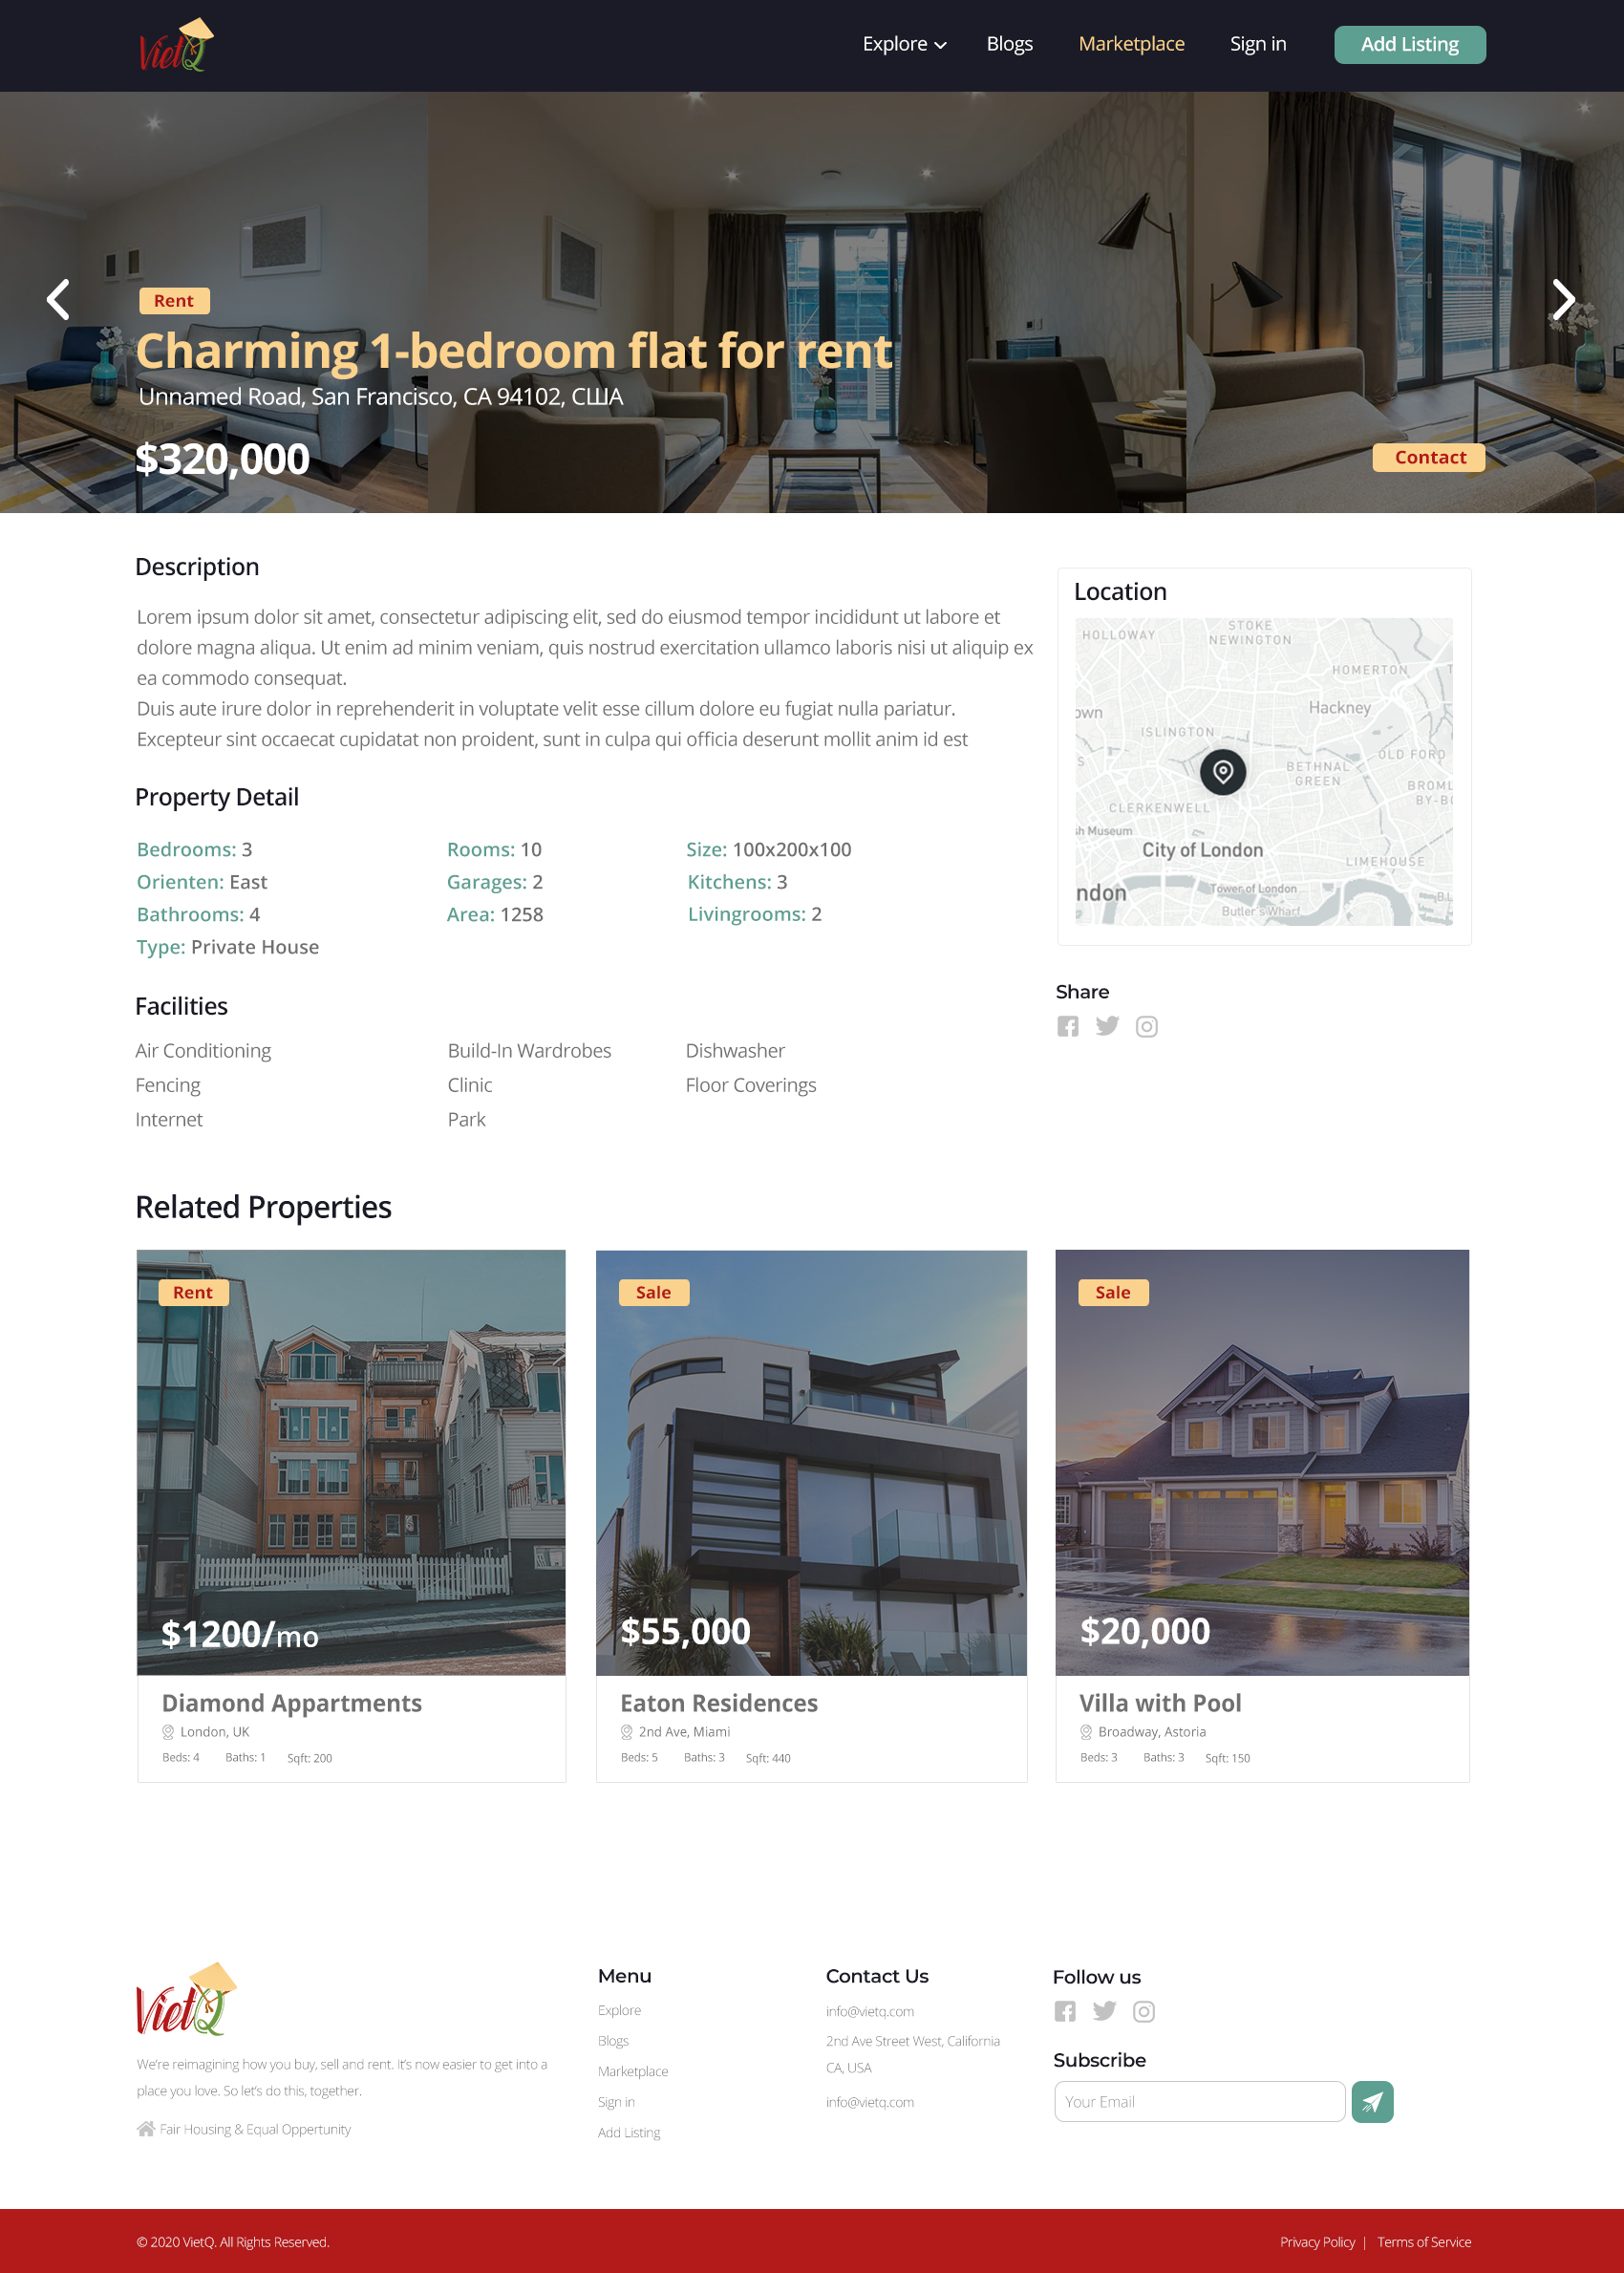 VietQ
Explore
Blogs
Marketplace
Sign in
Add Listing
Rent
Charming 1-bedroom flat for rent
Unnamed Road, San Francisco, CA 94102, США
$320,000
Contact
Description
Lorem ipsum dolor sit amet, consectetur adipiscing elit, sed do eiusmod tempor incididunt ut labore et
dolore magna aliqua. Ut enim ad minim veniam, quis nostrud exercitation ullamco laboris nisi ut aliquip ex
ea commodo consequat.
Duis aute irure dolor in reprehenderit in voluptate velit esse cillum dolore eu fugiat nulla pariatur.
Excepteur sint occaecat cupidatat non proident, sunt in culpa qui officia deserunt mollit anim id est
Location
HOLLOWAY
STOKE
NEWINGTON
HOMERTON
Hackney
own
ISLINGTON
OLD FORD
BETHNAL
GREEN
BROML
BY-B
CLERKENWELL
sh Museum
City of London
LIMEHOUSE
Tower of London
ndon
Butler's Wharf
BL
Property Detail
Bedrooms: 3
Rooms: 10
Size: 100x200x100
Orienten: East
Garages: 2
Kitchens: 3
Bathrooms: 4
Area: 1258
Livingrooms: 2
Type: Private House
Share
Facilities
Air Conditioning
Build-In Wardrobes
Dishwasher
Fencing
Clinic
Floor Coverings
Internet
Park
Related Properties
Rent
$1200/mo
Diamond Appartments
London, UK
Beds: 4 Baths: 1 Sqft: 200
Sale
$55,000
Eaton Residences
2nd Ave, Miami
Beds: 5 Baths: 3 Sqft: 440
Sale
$20,000
Villa with Pool
Broadway, Astoria
Beds: 3 Baths: 3 Sqft: 150
VietQ
We're reimagining how you buy, sell and rent. It's now easier to get into a
place you love. So let's do this, together.
Fair Housing & Equal Oppertunity
Menu
Explore
Blogs
Marketplace
Sign in
Add Listing
Contact Us
info@vietq.com
2nd Ave Street West, California
CA, USA
info@vietq.com
Follow us
Subscribe
Your Email
© 2020 VietQ. All Rights Reserved.
Privacy Policy | Terms of Service